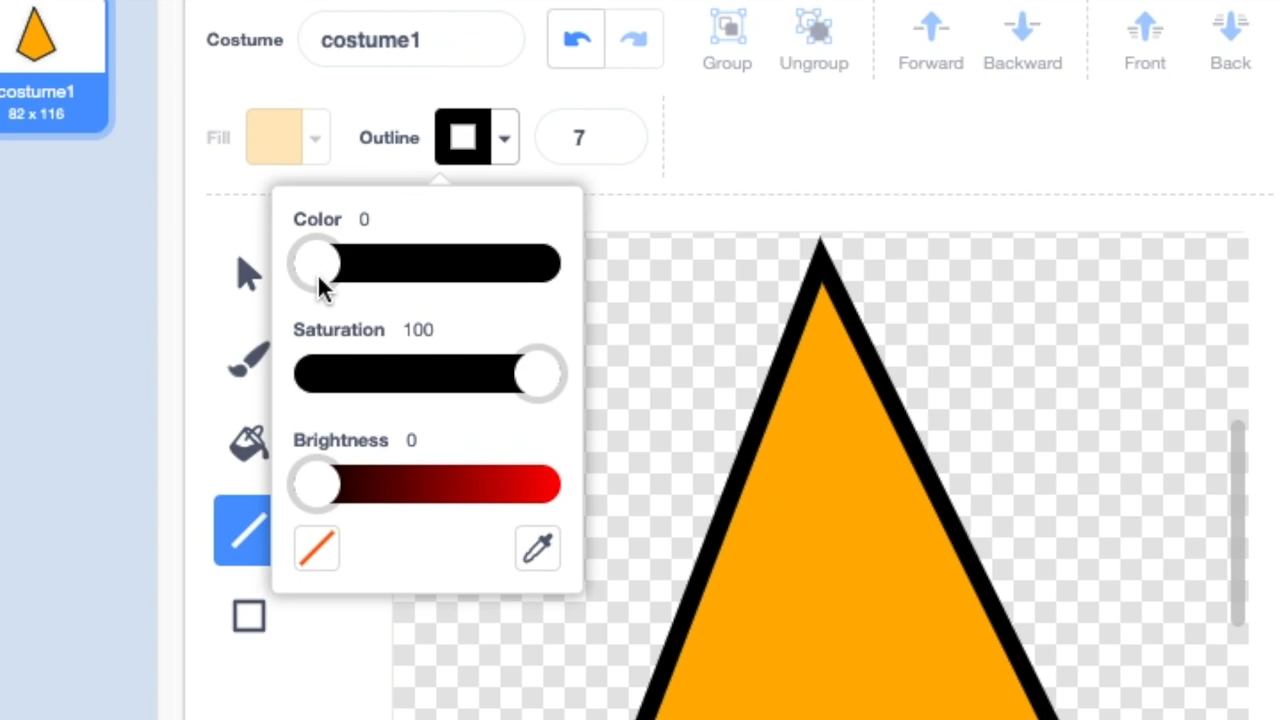 Costume costume1
Group Ungroup Forward Backward Front Back
costume1
82 x 116
Fill Outline 7
Color 0
Saturation 100
Brightness 0